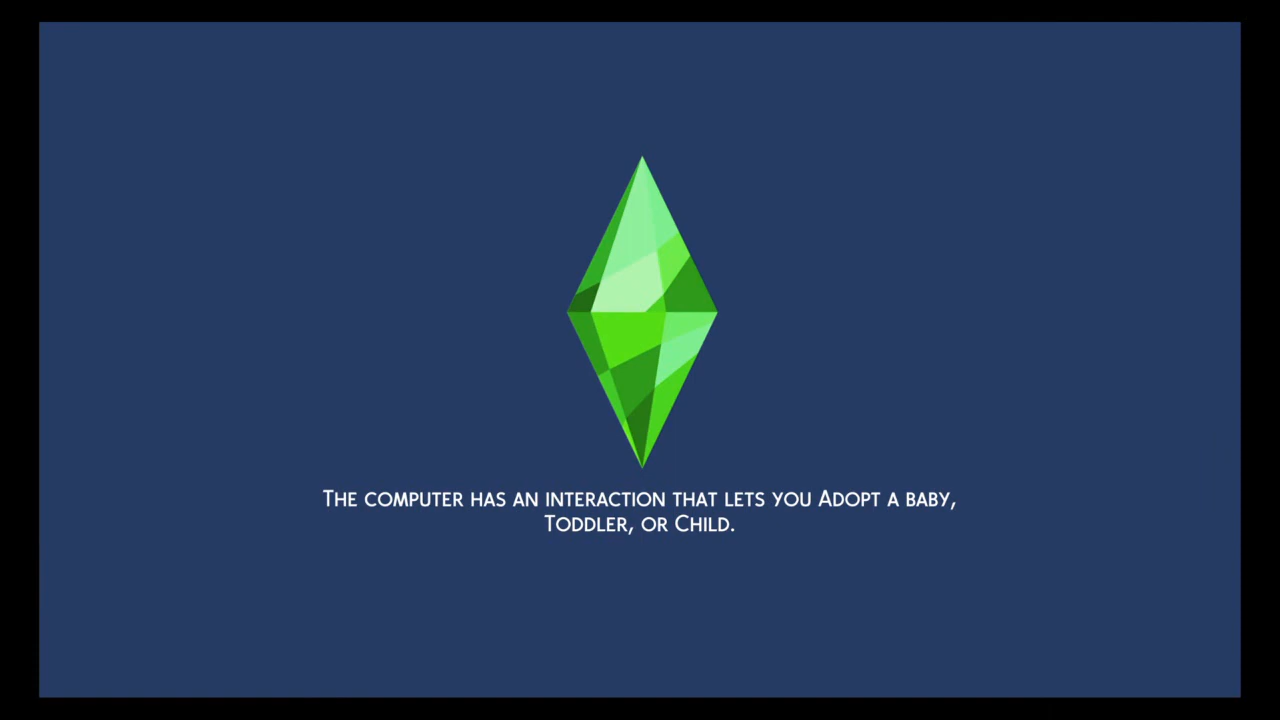 The computer has an interaction that lets you Adopt a baby,
Toddler, or Child.